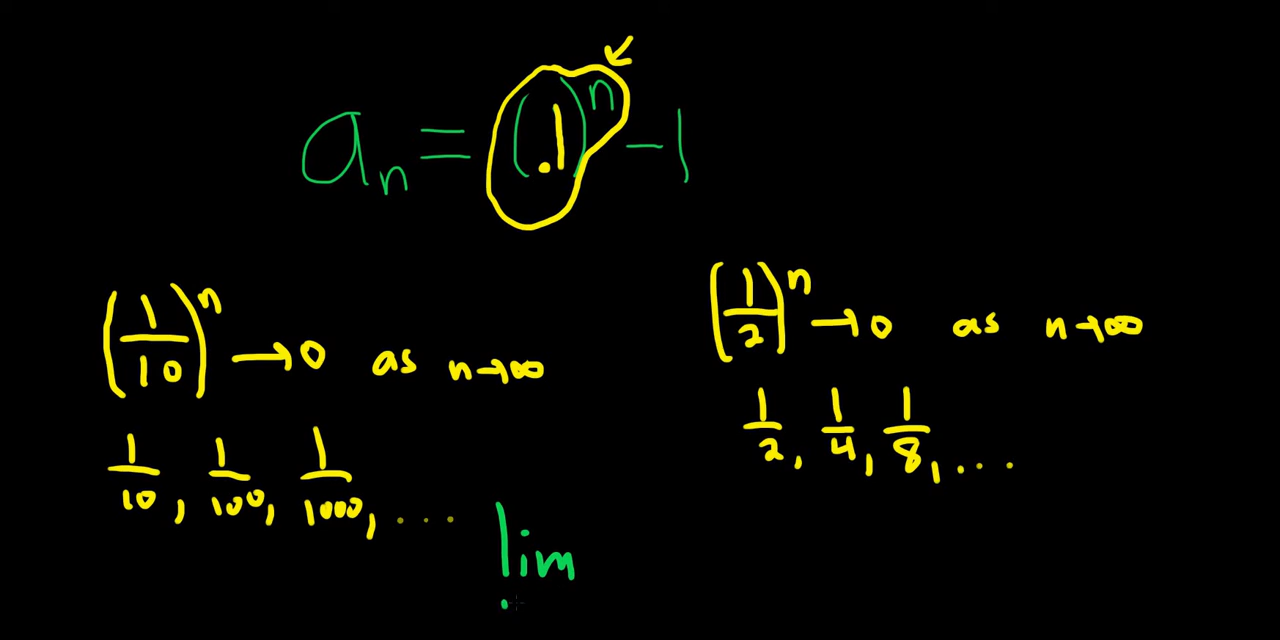 aₙ = (.1)ⁿ - 1
(1/10)ⁿ → 0 as n→∞
(1/2)ⁿ → 0 as n→∞
1/10, 1/100, 1/1000, ...
1/2, 1/4, 1/8, ...
lim